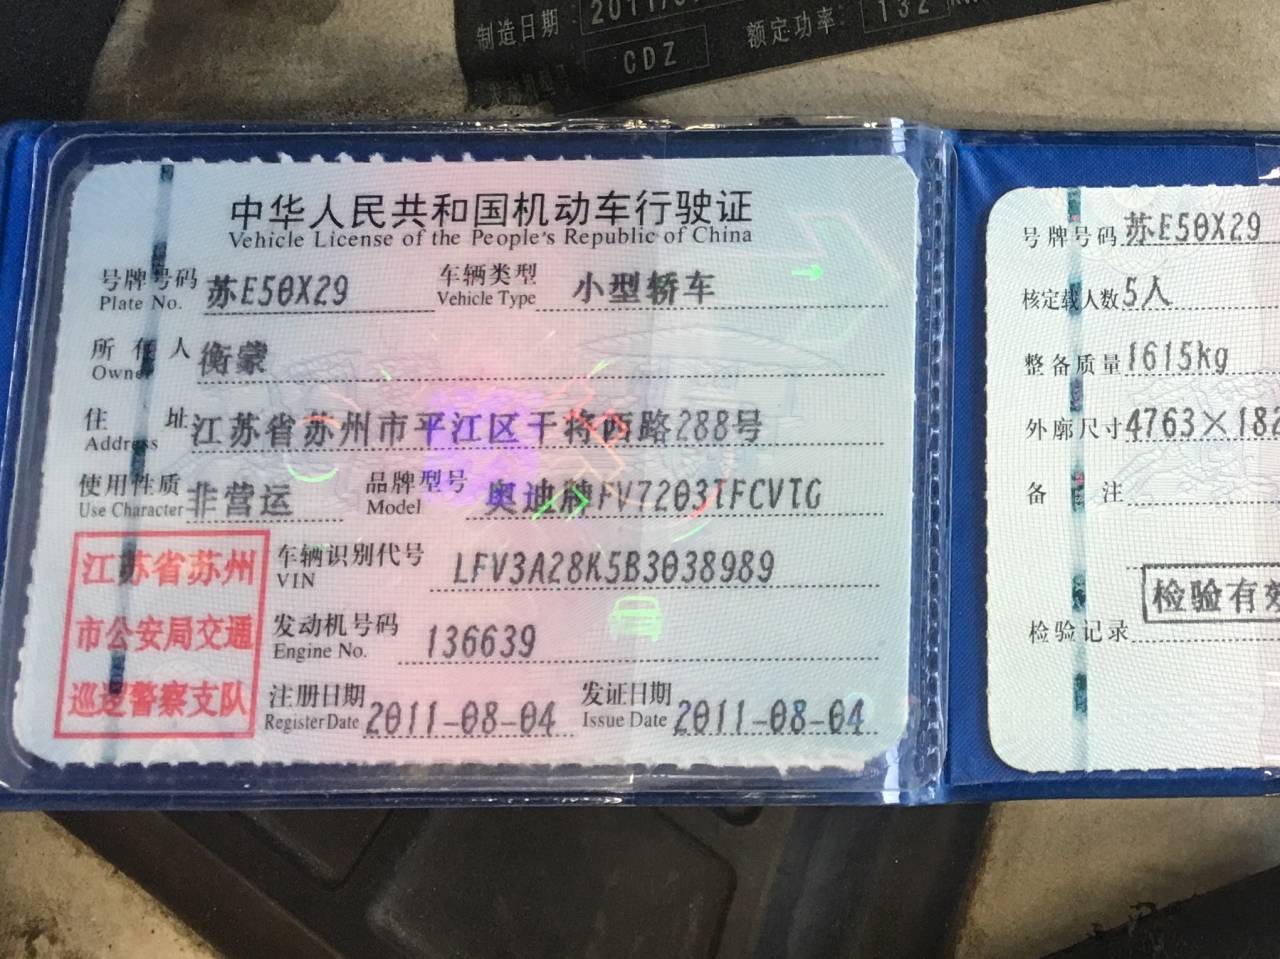 制造日期 2011/0
额定功率 132 kW
CDZ
中华人民共和国机动车行驶证
Vehicle License of the People's Republic of China
号牌号码 Plate No. 苏E50X29 车辆类型 Vehicle Type 小型轿车
所有人 Owner 衡蒙
住址 Address 江苏省苏州市平江区干将西路288号
使用性质 Use Character 非营运 品牌型号 Model 奥迪牌FV7203TFCVTG
车辆识别代号 VIN LFV3A28K5B3038989
发动机号码 Engine No. 136639
注册日期 Register Date 2011-08-04 发证日期 Issue Date 2011-08-04
江苏省苏州
市公安局交通
巡逻警察支队
号牌号码 苏E50X29
核定载人数 5人
整备质量 1615kg
外廓尺寸 4763×182
备注
检验有效
检验记录